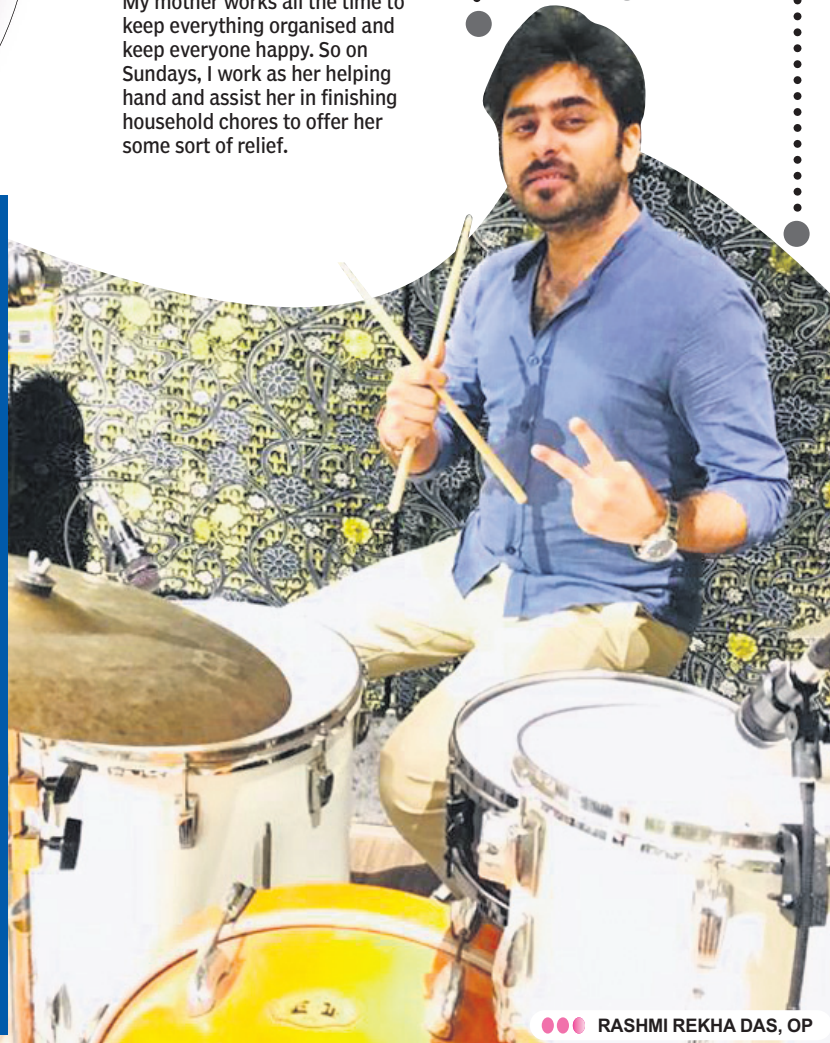 My mother works all the time to
keep everything organised and
keep everyone happy. So on
Sundays, I work as her helping
hand and assist her in finishing
household chores to offer her
some sort of relief.
RASHMI REKHA DAS, OP